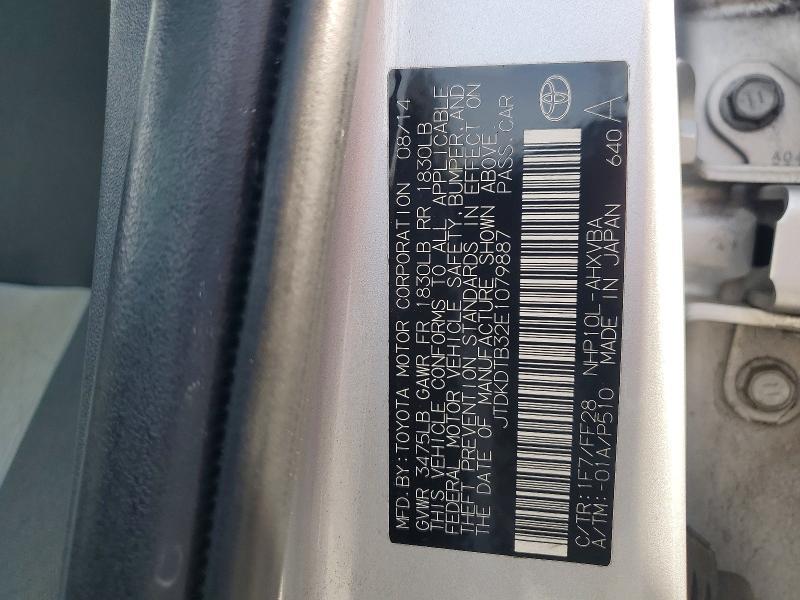 MFD.BY:TOYOTA MOTOR CORPORATION 08/14
GVWR 3475LB GAWR FR 1830LB RR 1830LB
THIS VEHICLE CONFORMS TO ALL APPLICABLE
FEDERAL MOTOR VEHICLE SAFETY, BUMPER, AND
THEFT PREVENTION STANDARDS IN EFFECT ON
THE DATE OF MANUFACTURE SHOWN ABOVE.
JTDKDTB32E1079887 PASS.CAR
C/TR:1F7/FF28 NHP10L-AHXVBA
A/TM:-01A/P510 MADE IN JAPAN 640 A